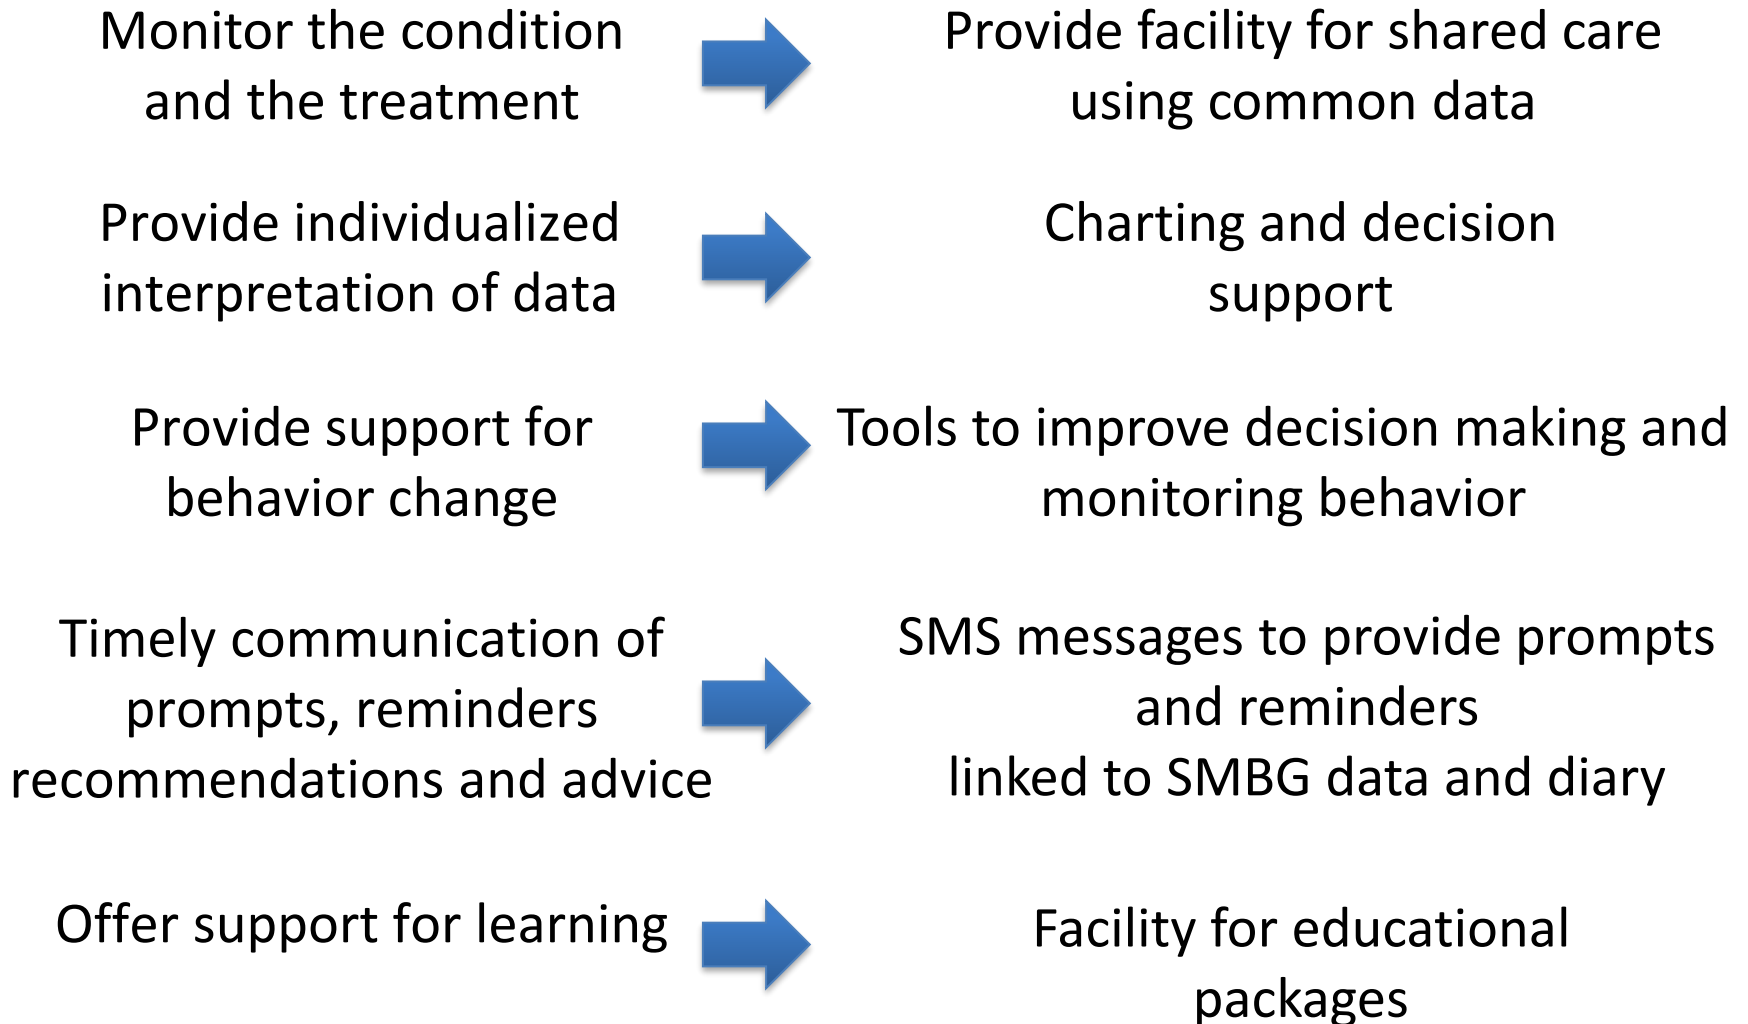 Monitor the condition
and the treatment
Provide facility for shared care
using common data
Provide individualized
interpretation of data
Charting and decision
support
Provide support for
behavior change
Tools to improve decision making and
monitoring behavior
Timely communication of
prompts, reminders
recommendations and advice
SMS messages to provide prompts
and reminders
linked to SMBG data and diary
Offer support for learning
Facility for educational
packages